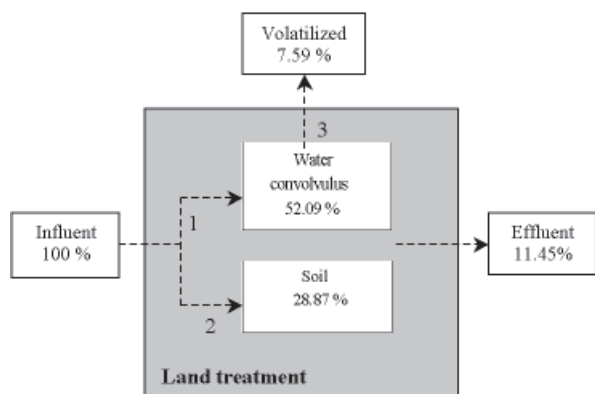 Volatilized
7.59 %
3
Water
convolvulus
52.09 %
1
Influent
100 %
Effluent
11.45%
Soil
28.87 %
2
Land treatment